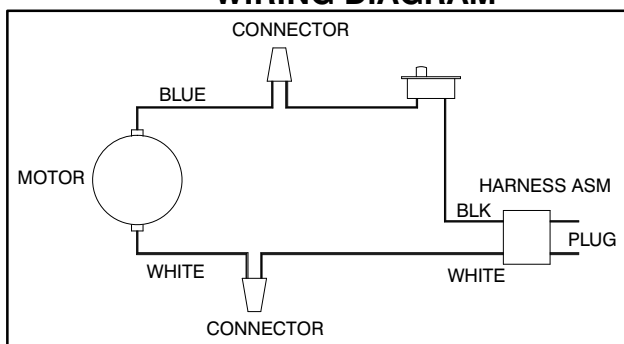 WIRING DIAGRAM
CONNECTOR
BLUE
MOTOR
HARNESS ASM
BLK
PLUG
WHITE
WHITE
CONNECTOR